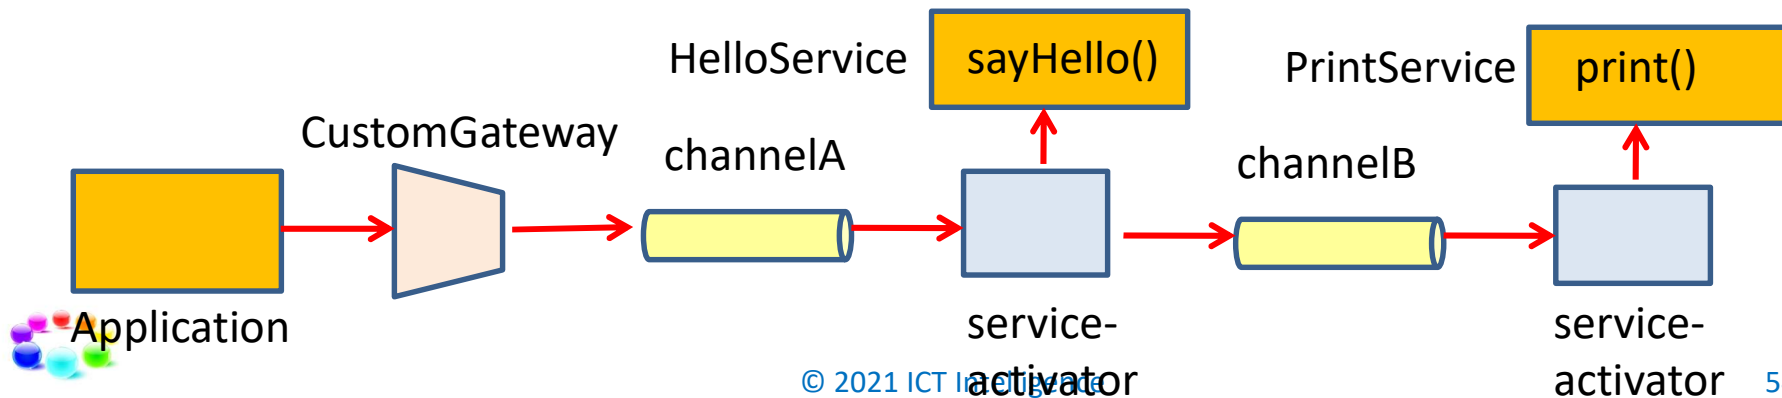 HelloService
sayHello()
PrintService
print()
CustomGateway
channelA
channelB
Application
service-
activator
service-
activator
© 2021 ICT Intelligence
5